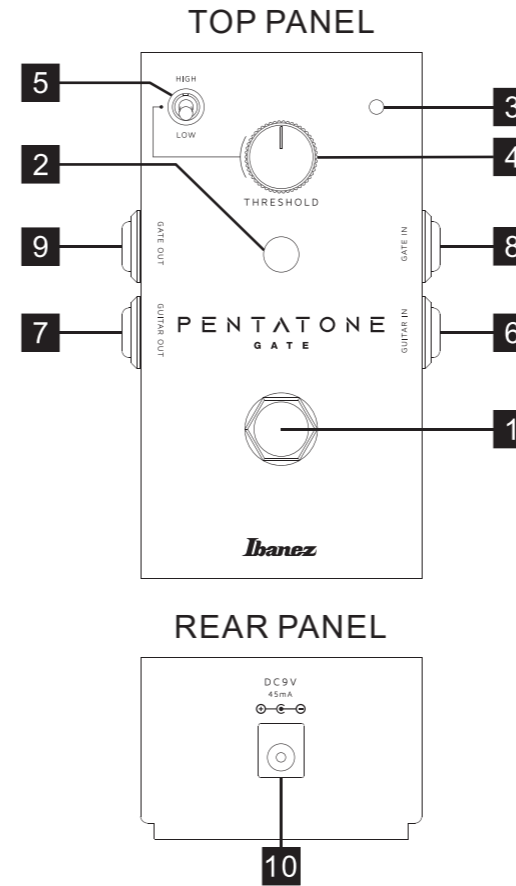 TOP PANEL
5
HIGH
LOW
3
2
4
THRESHOLD
9
GATE OUT
GATE IN
8
7
GUITAR OUT
PENTATONE
GATE
GUITAR IN
6
1
Ibanez
REAR PANEL
DC9V
45mA
10